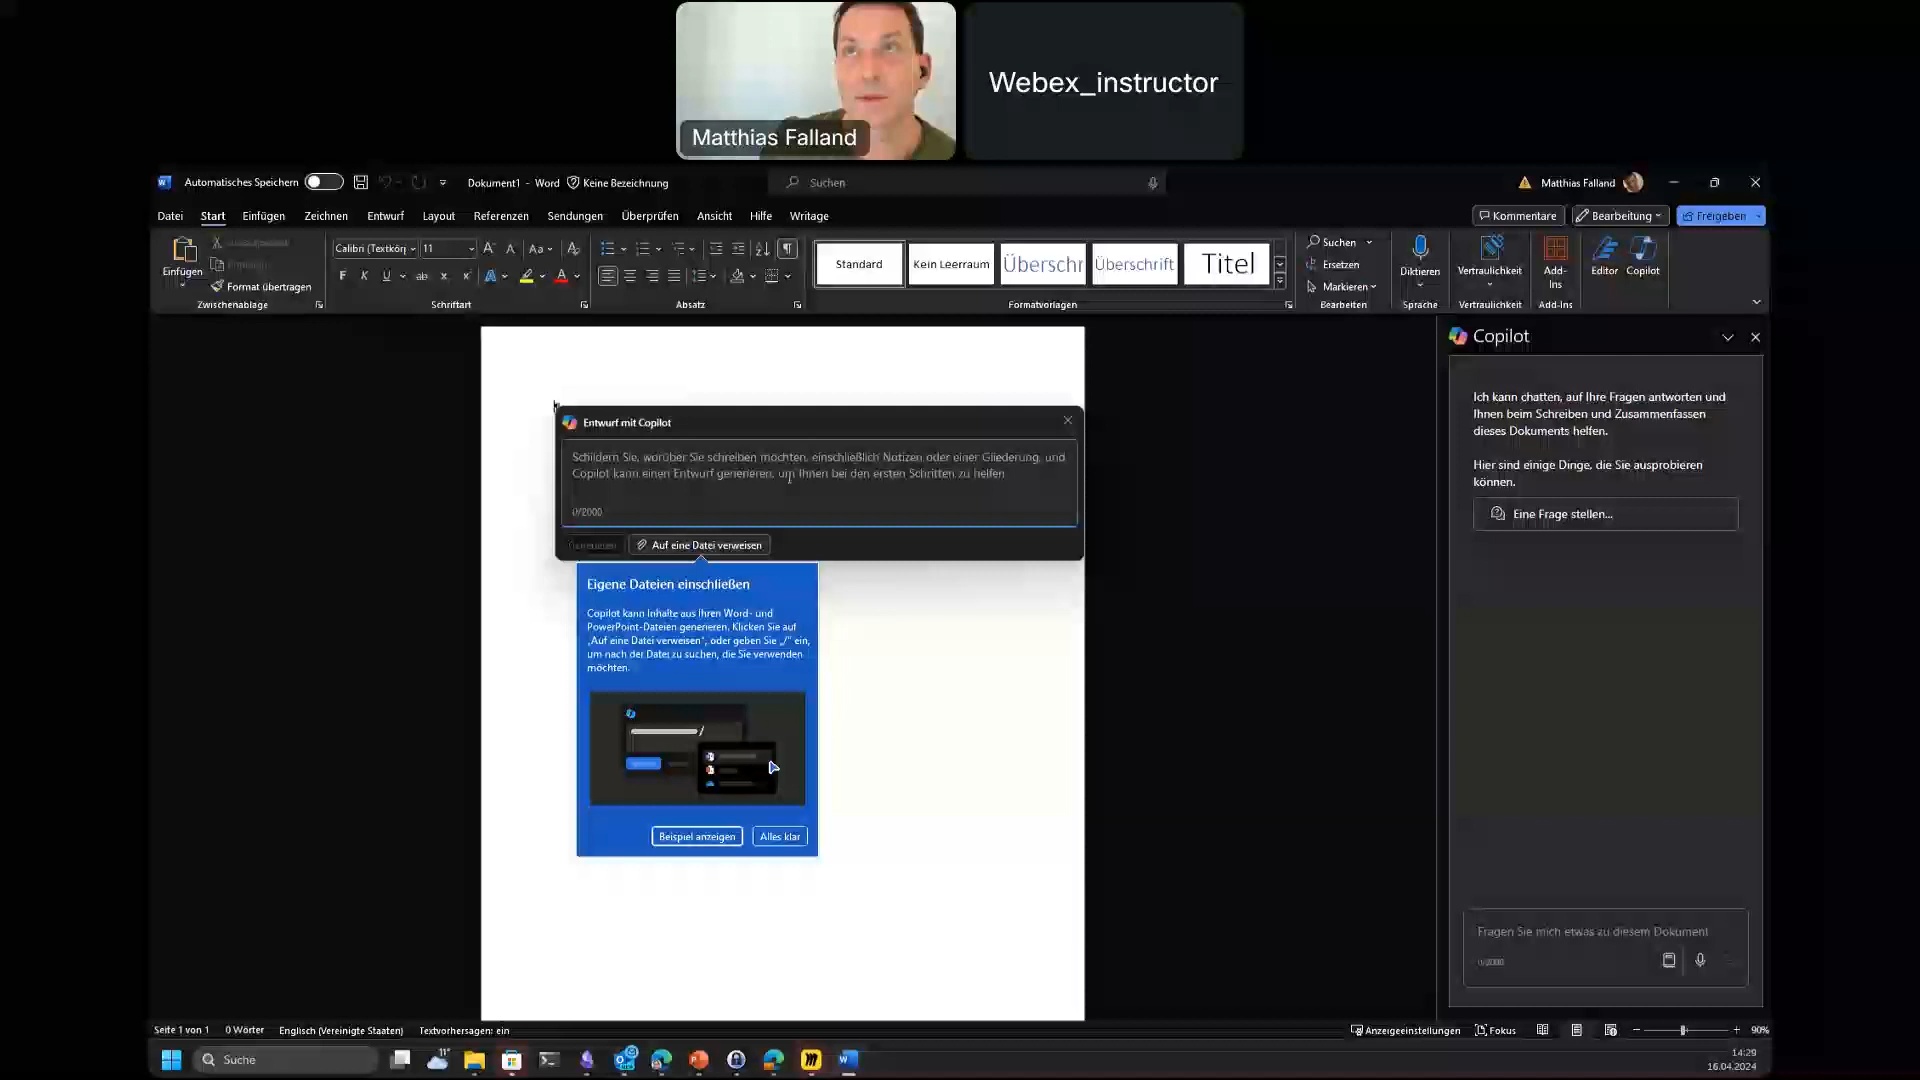 Matthias Falland
Webex_instructor
Automatisches Speichern
Dokument1 - Word
Keine Bezeichnung
Suchen
Matthias Falland
Datei Start Einfügen Zeichnen Entwurf Layout Referenzen Sendungen Überprüfen Ansicht Hilfe Writage
Kommentare
Bearbeitung
Freigeben
Einfügen
Format übertragen
Zwischenablage
Calibri (Textkörp
11
F K U ab x x
Aa
Schriftart
Absatz
Standard
Kein Leerraum
Überschr
Überschrift
Titel
Formatvorlagen
Suchen
Ersetzen
Markieren
Bearbeiten
Diktieren
Sprache
Vertraulichkeit
Vertraulichkeit
Add-
Ins
Add-Ins
Editor
Copilot
Entwurf mit Copilot
Schildern Sie, worüber Sie schreiben möchten, einschließlich Notizen oder einer Gliederung, und
Copilot kann einen Entwurf generieren, um Ihnen bei den ersten Schritten zu helfen
0/2000
Generieren
Auf eine Datei verweisen
Eigene Dateien einschließen
Copilot kann Inhalte aus Ihren Word- und
PowerPoint-Dateien generieren. Klicken Sie auf
„Auf eine Datei verweisen“, oder geben Sie „/“ ein,
um nach der Datei zu suchen, die Sie verwenden
möchten.
Beispiel anzeigen
Alles klar
Copilot
Ich kann chatten, auf Ihre Fragen antworten und
Ihnen beim Schreiben und Zusammenfassen
dieses Dokuments helfen.
Hier sind einige Dinge, die Sie ausprobieren
können.
Eine Frage stellen...
Fragen Sie mich etwas zu diesem Dokument
0/2000
Seite 1 von 1
0 Wörter
Englisch (Vereinigte Staaten)
Textvorhersagen: ein
Anzeigeeinstellungen
Fokus
90%
Suche
11°
14:29
16.04.2024